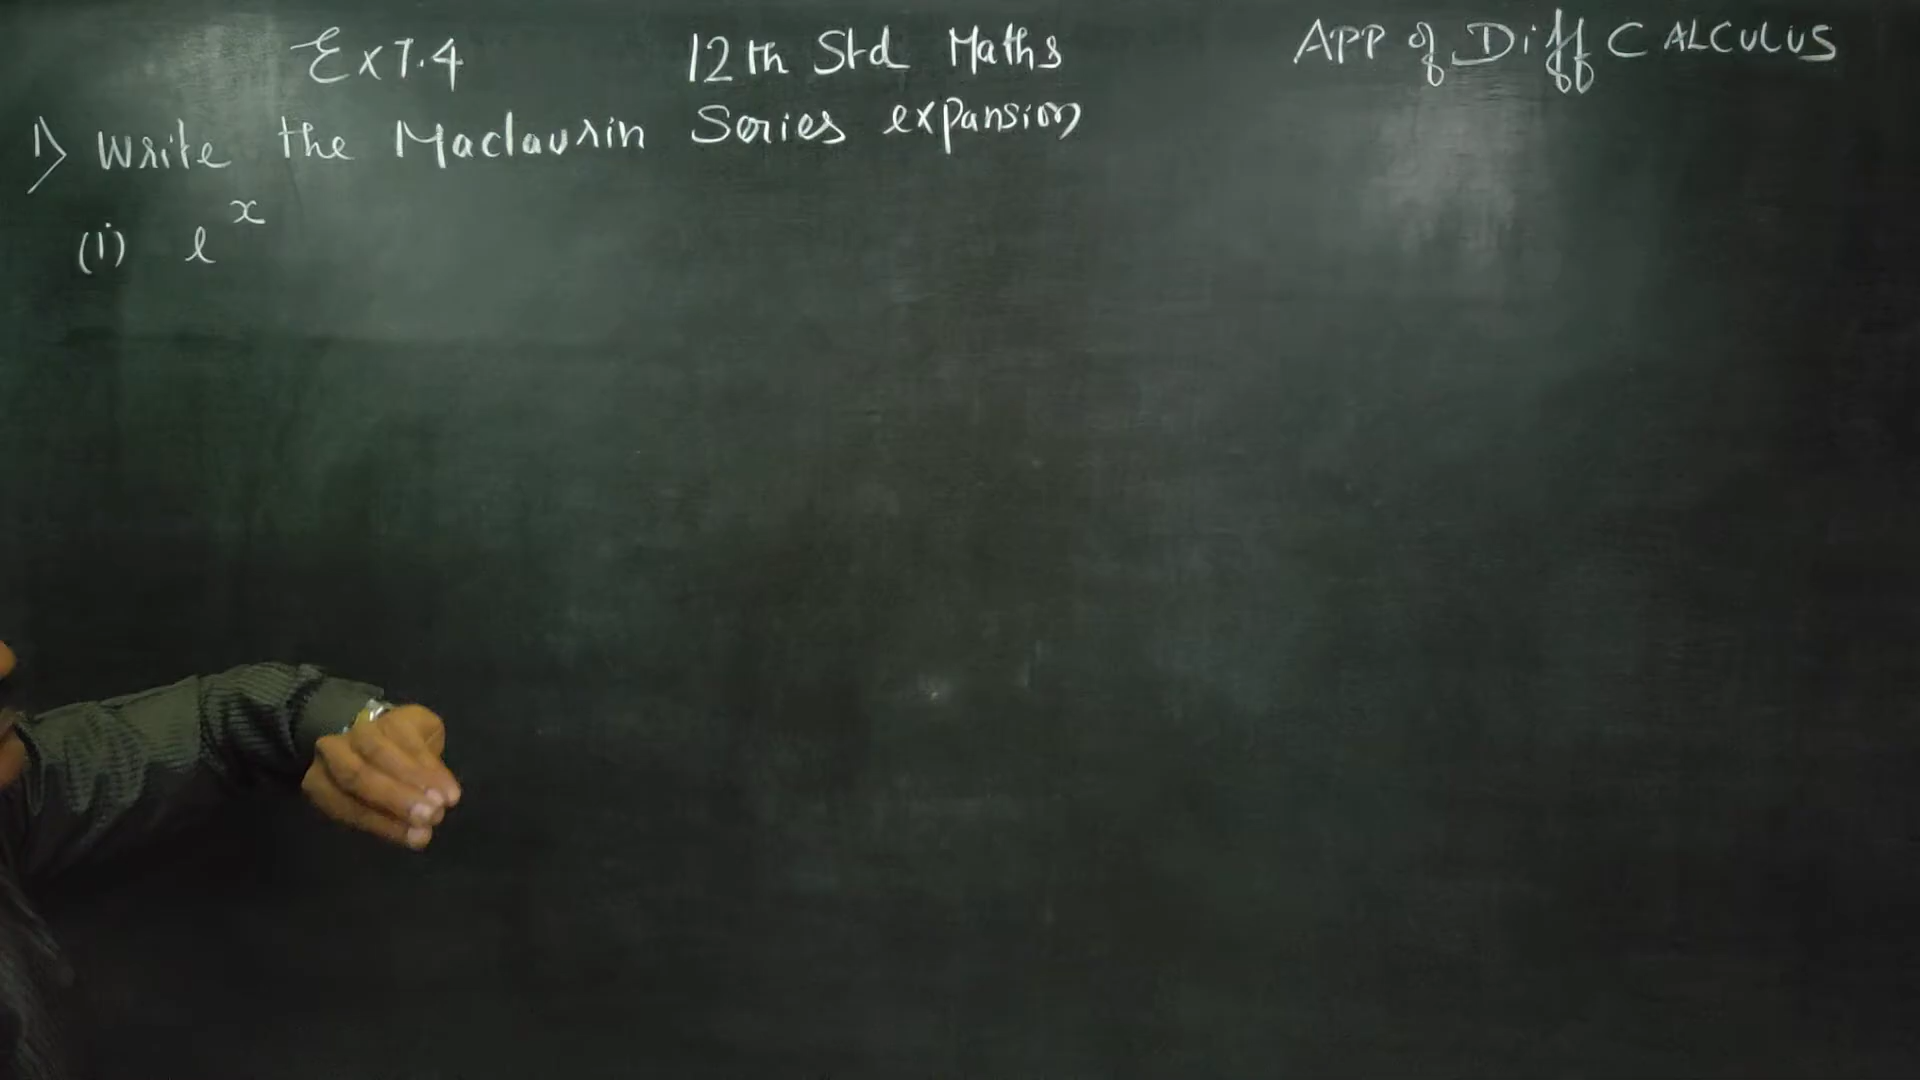 Ex 7.4 12th Std Maths APP of Diff CALCULUS
1) Write the Maclaurin Series expansion
(i) e^x